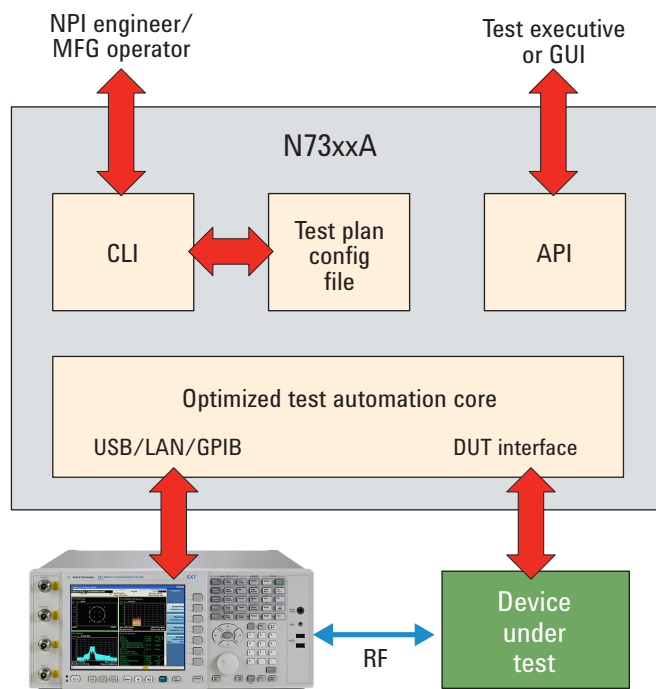 NPI engineer/
MFG operator
Test executive
or GUI
N73xxA
CLI
Test plan
config
file
API
Optimized test automation core
USB/LAN/GPIB
DUT interface
EXT
RF
Device
under
test